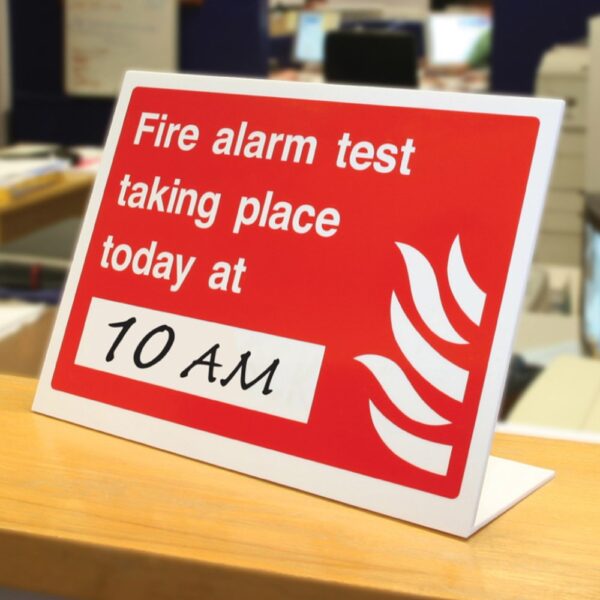 Fire alarm test
taking place
today at
10 AM